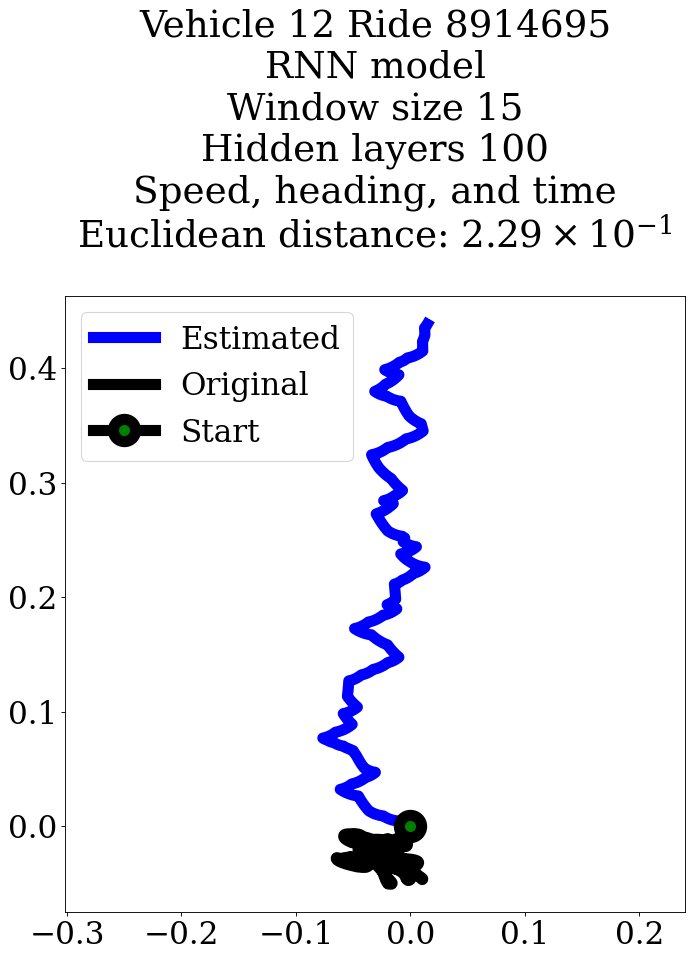 Vehicle 12 Ride 8914695
RNN model
Window size 15
Hidden layers 100
Speed, heading, and time
Euclidean distance: 2.29 × 10⁻¹
Estimated
Original
Start
0.4
0.3
0.2
0.1
0.0
−0.3 −0.2 −0.1 0.0 0.1 0.2